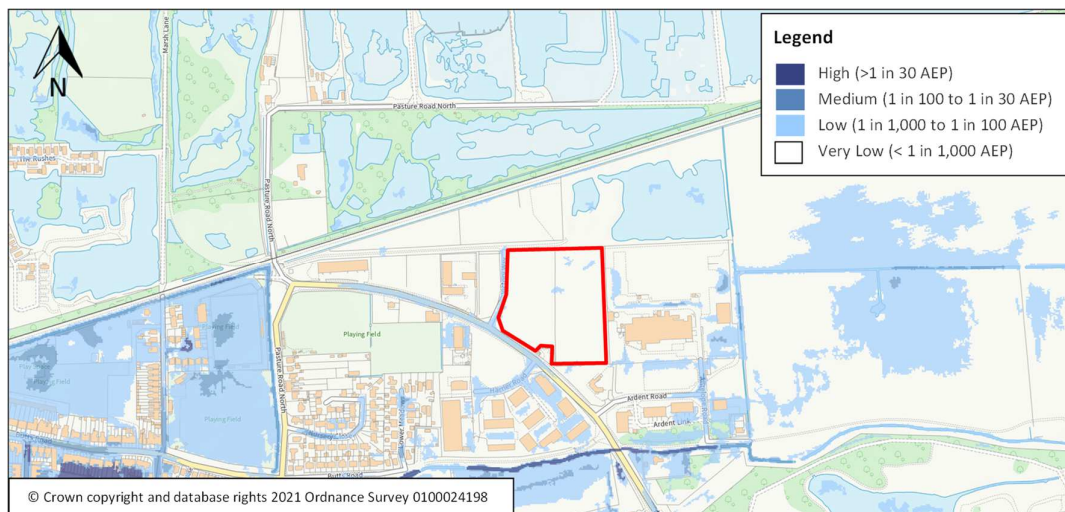 Legend
High (>1 in 30 AEP)
Medium (1 in 100 to 1 in 30 AEP)
Low (1 in 1,000 to 1 in 100 AEP)
Very Low (< 1 in 1,000 AEP)
N
Marsh Lane
Pasture Road North
The Rushes
Pasture Road North
Playing Field
Playing Field
Playing Field
Playing Field
Pasture Road North
Ardent Road
Ardent Link
Butts Road
© Crown copyright and database rights 2021 Ordnance Survey 0100024198